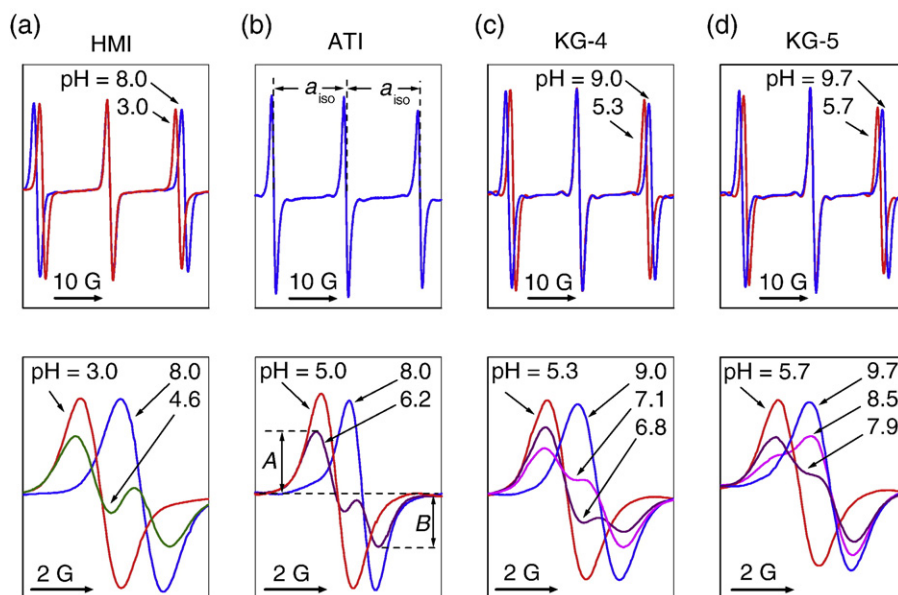 (a) (b) (c) (d)
HMI ATI KG-4 KG-5
pH = 8.0
3.0
a_iso a_iso
pH = 9.0
5.3
pH = 9.7
5.7
10 G 10 G 10 G 10 G
pH = 3.0 8.0
4.6
pH = 5.0 8.0
6.2
A
B
pH = 5.3 9.0
7.1
6.8
pH = 5.7 9.7
8.5
7.9
2 G 2 G 2 G 2 G